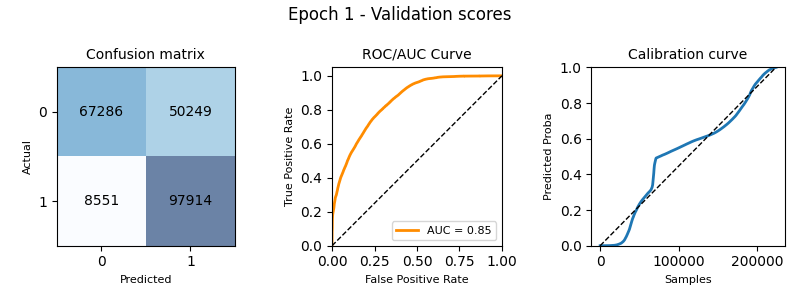 Epoch 1 - Validation scores
Confusion matrix
Actual
0
67286
50249
1
8551
97914
0
1
Predicted
ROC/AUC Curve
True Positive Rate
1.0
0.8
0.6
0.4
0.2
0.0
AUC = 0.85
0.00
0.25
0.50
0.75
1.00
False Positive Rate
Calibration curve
Predicted Proba
1.0
0.8
0.6
0.4
0.2
0.0
0
100000
200000
Samples